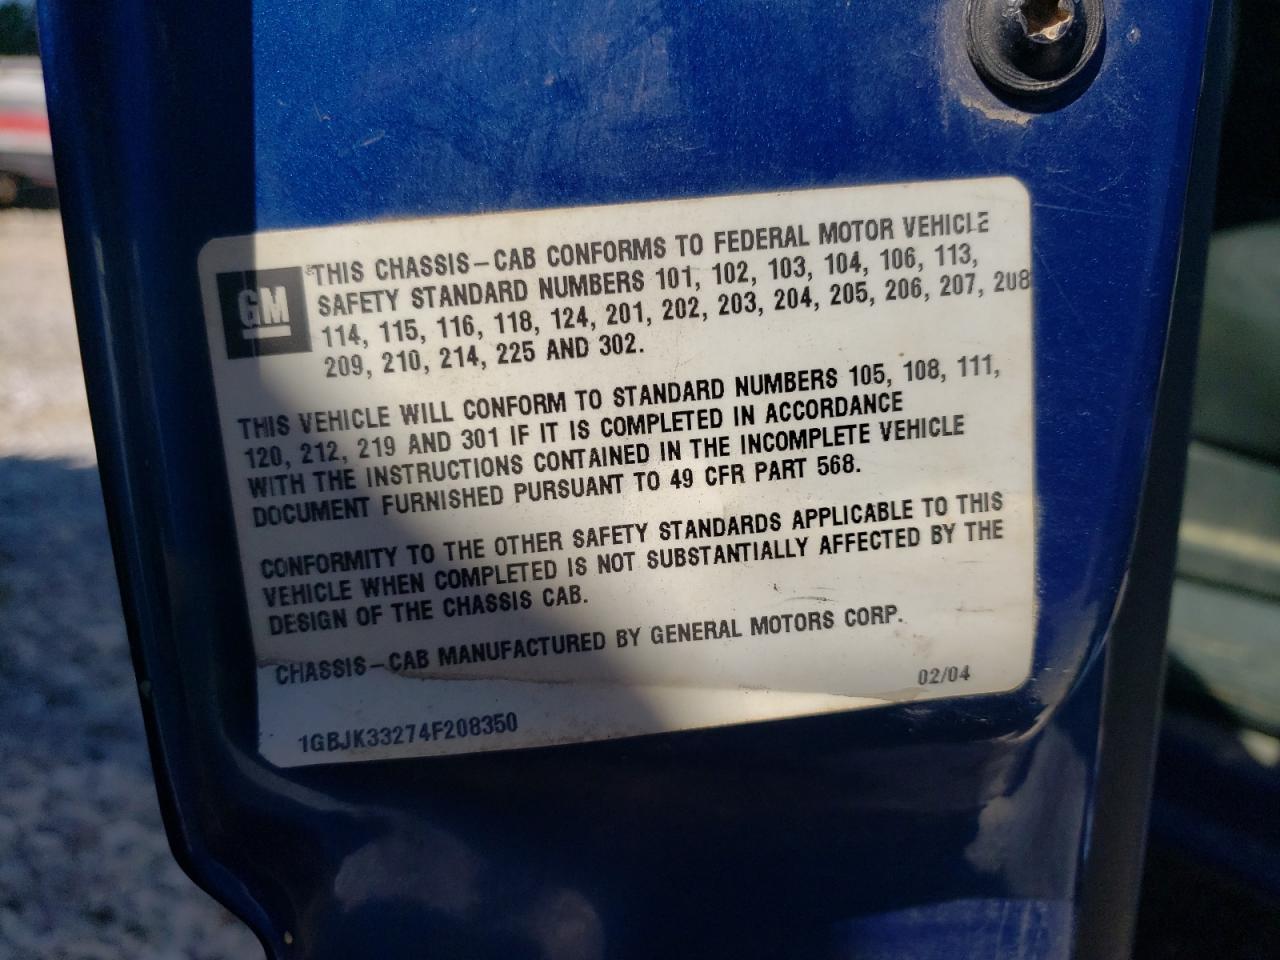 GM
THIS CHASSIS-CAB CONFORMS TO FEDERAL MOTOR VEHICLE
SAFETY STANDARD NUMBERS 101, 102, 103, 104, 106, 113,
114, 115, 116, 118, 124, 201, 202, 203, 204, 205, 206, 207, 208
209, 210, 214, 225 AND 302.
THIS VEHICLE WILL CONFORM TO STANDARD NUMBERS 105, 108, 111,
120, 212, 219 AND 301 IF IT IS COMPLETED IN ACCORDANCE
WITH THE INSTRUCTIONS CONTAINED IN THE INCOMPLETE VEHICLE
DOCUMENT FURNISHED PURSUANT TO 49 CFR PART 568.
CONFORMITY TO THE OTHER SAFETY STANDARDS APPLICABLE TO THIS
VEHICLE WHEN COMPLETED IS NOT SUBSTANTIALLY AFFECTED BY THE
DESIGN OF THE CHASSIS CAB.
CHASSIS-CAB MANUFACTURED BY GENERAL MOTORS CORP.
02/04
1GBJK33274F208350